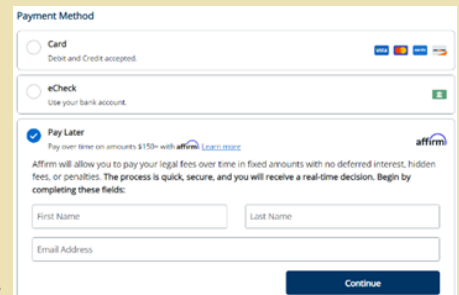 Payment Method
Card
Debit and Credit accepted.
VISA
eCheck
Use your bank account.
Pay Later
Pay over time on amounts $150+ with affirm Learn more
affirm
Affirm will allow you to pay your legal fees over time in fixed amounts with no deferred interest, hidden
fees, or penalties. The process is quick, secure, and you will receive a real-time decision. Begin by
completing these fields:
First Name
Last Name
Email Address
Continue